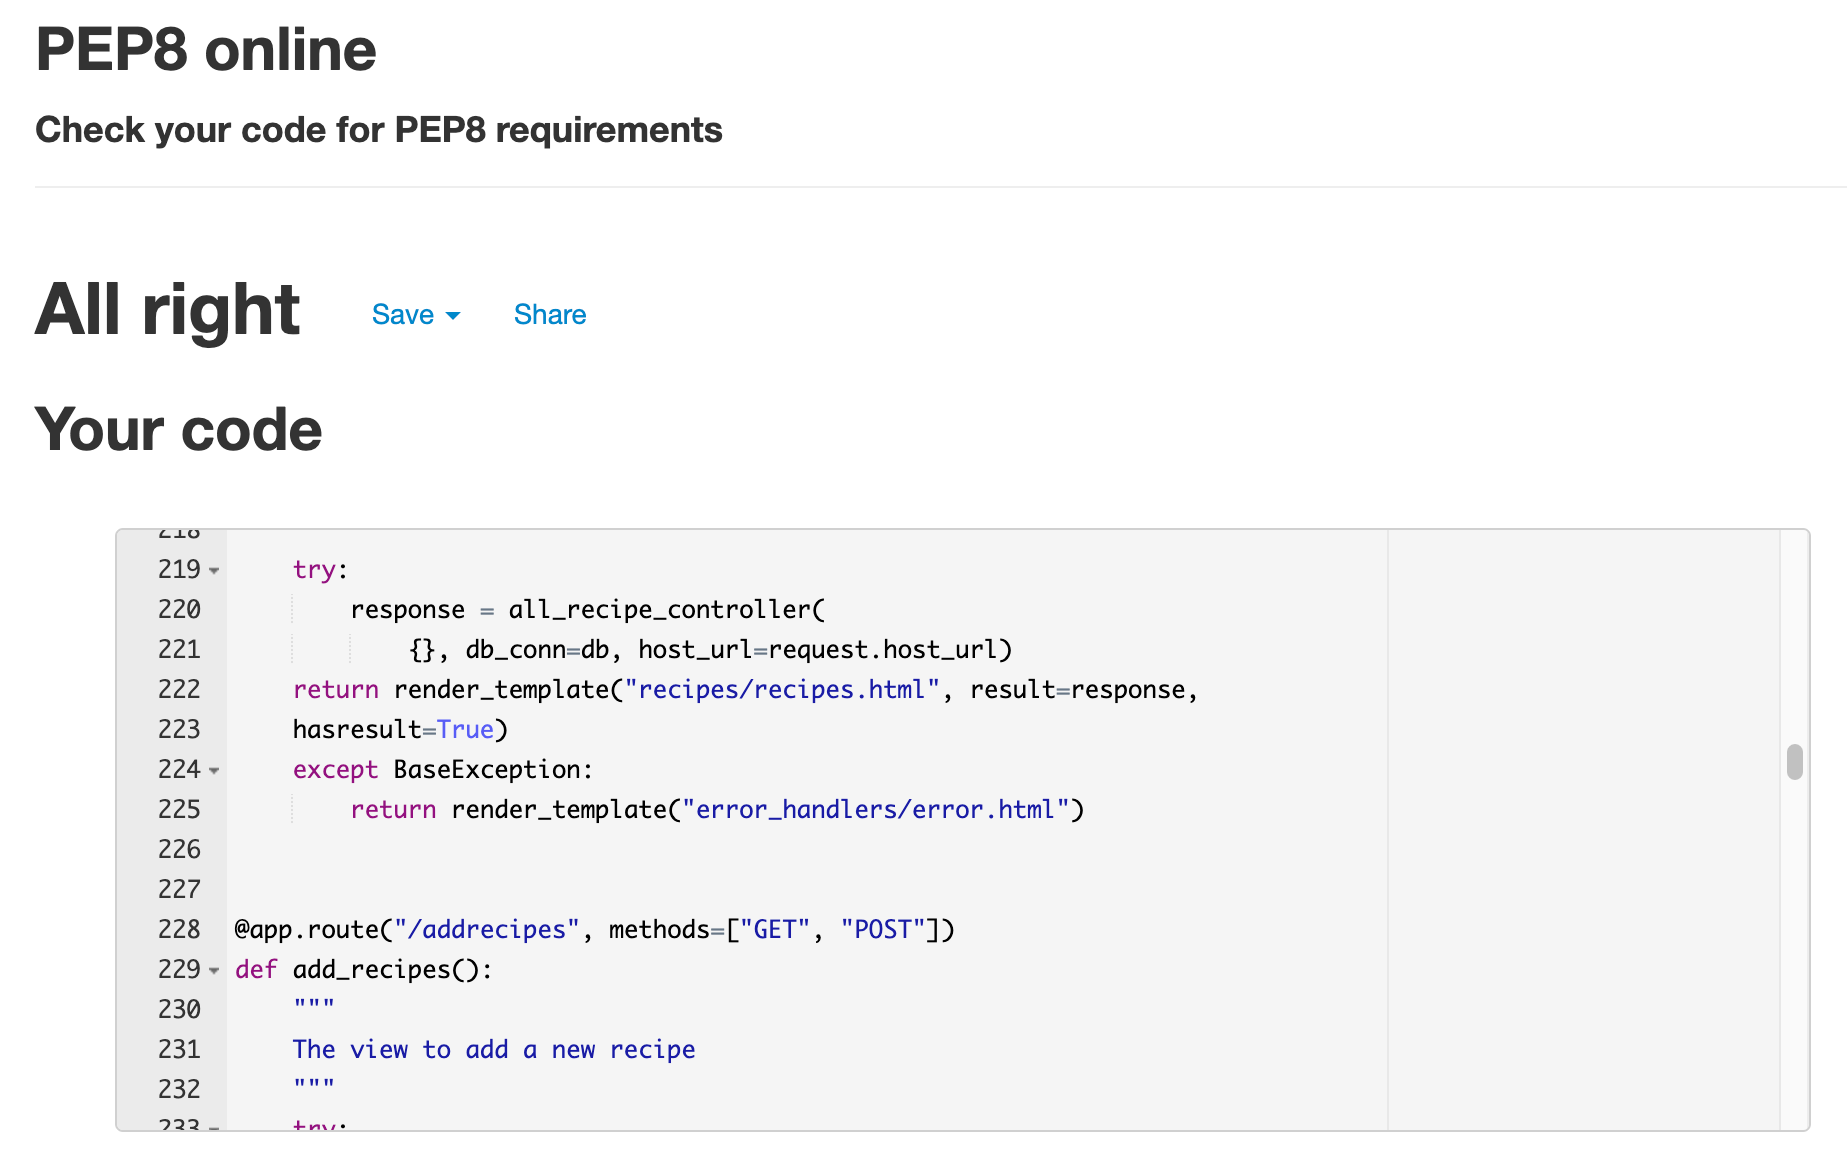 PEP8 online
Check your code for PEP8 requirements
All right Save Share
Your code
218
219     try:
220         response = all_recipe_controller(
221             {}, db_conn=db, host_url=request.host_url)
222     return render_template("recipes/recipes.html", result=response,
223     hasresult=True)
224     except BaseException:
225         return render_template("error_handlers/error.html")
226
227
228 @app.route("/addrecipes", methods=["GET", "POST"])
229 def add_recipes():
230     """
231     The view to add a new recipe
232     """
233     try: